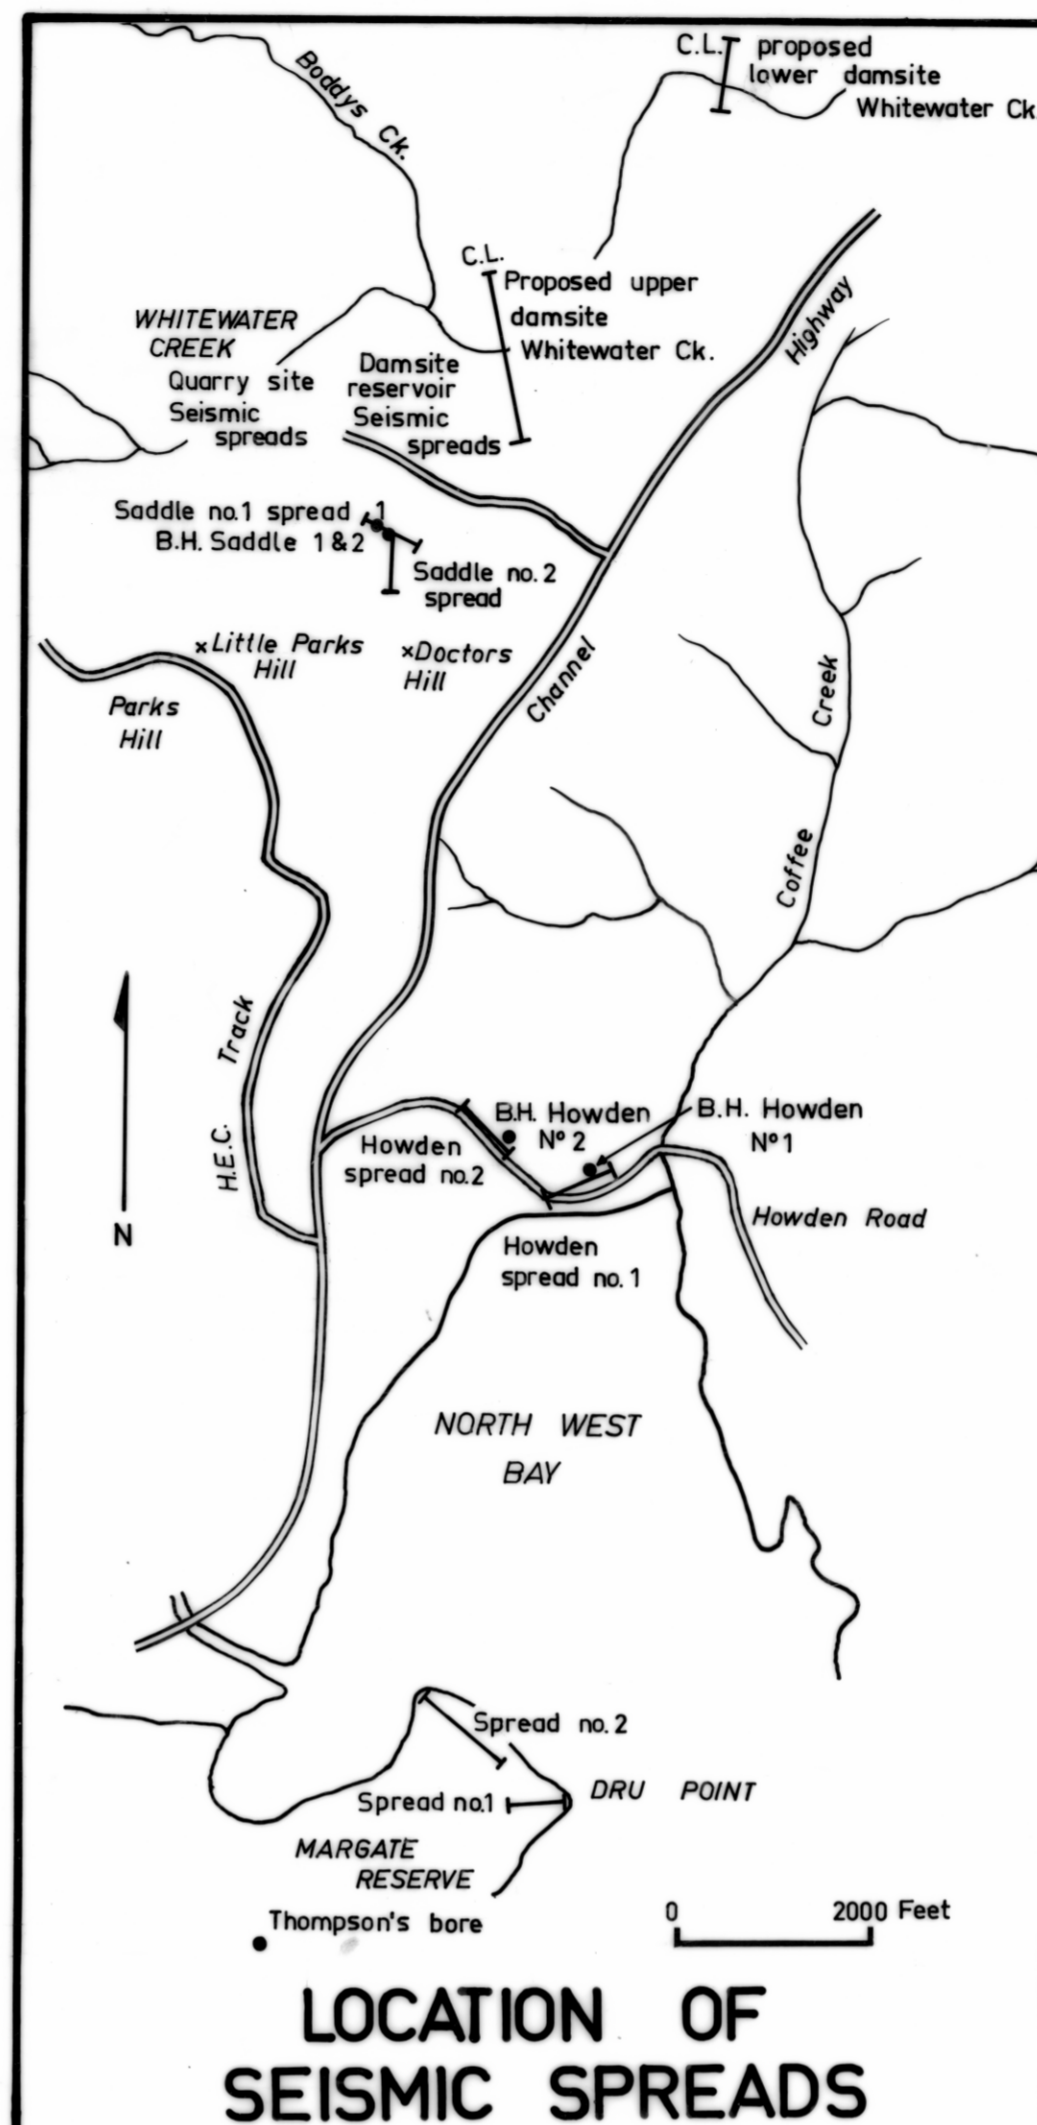 C.L. proposed
lower damsite
Whitewater Ck.
Boddys Ck.
C.L.
Proposed upper
damsite
Whitewater Ck.
Highway
WHITEWATER
CREEK
Quarry site
Seismic
spreads
Damsite
reservoir
Seismic
spreads
Saddle no.1 spread 1
B.H. Saddle 1&2
Saddle no.2
spread
×Little Parks
Hill
×Doctors
Hill
Parks
Hill
Channel
Creek
Coffee
Track
H.E.C.
N
B.H. Howden
Nº 2
B.H. Howden
Nº 1
Howden
spread no.2
Howden Road
Howden
spread no.1
NORTH WEST
BAY
Spread no.2
DRU POINT
Spread no.1
MARGATE
RESERVE
Thompson's bore
0 2000 Feet
LOCATION OF
SEISMIC SPREADS